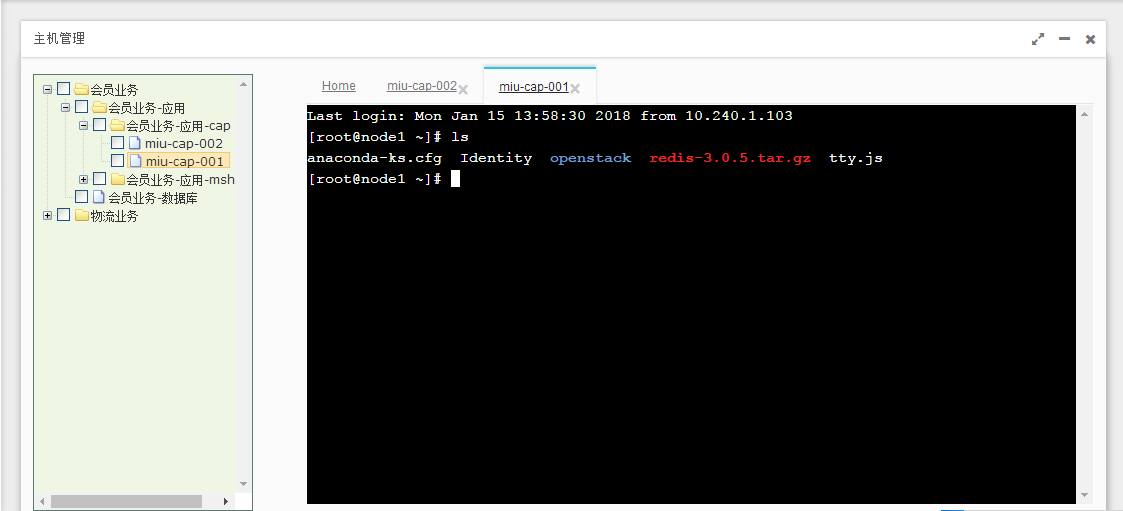 主机管理
会员业务
会员业务-应用
会员业务-应用-cap
miu-cap-002
miu-cap-001
会员业务-应用-msh
会员业务-数据库
物流业务
Home miu-cap-002 miu-cap-001
Last login: Mon Jan 15 13:58:30 2018 from 10.240.1.103
[root@node1 ~]# ls
anaconda-ks.cfg Identity openstack redis-3.0.5.tar.gz tty.js
[root@node1 ~]#